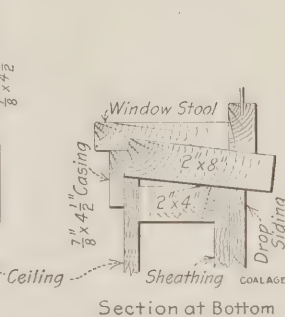 7/8 x 4 1/2
Window Stool
7/8" x 4 1/2" Casing
2" x 8"
2" x 4"
Drop Siding
Ceiling
Sheathing
COALAGE
Section at Bottom